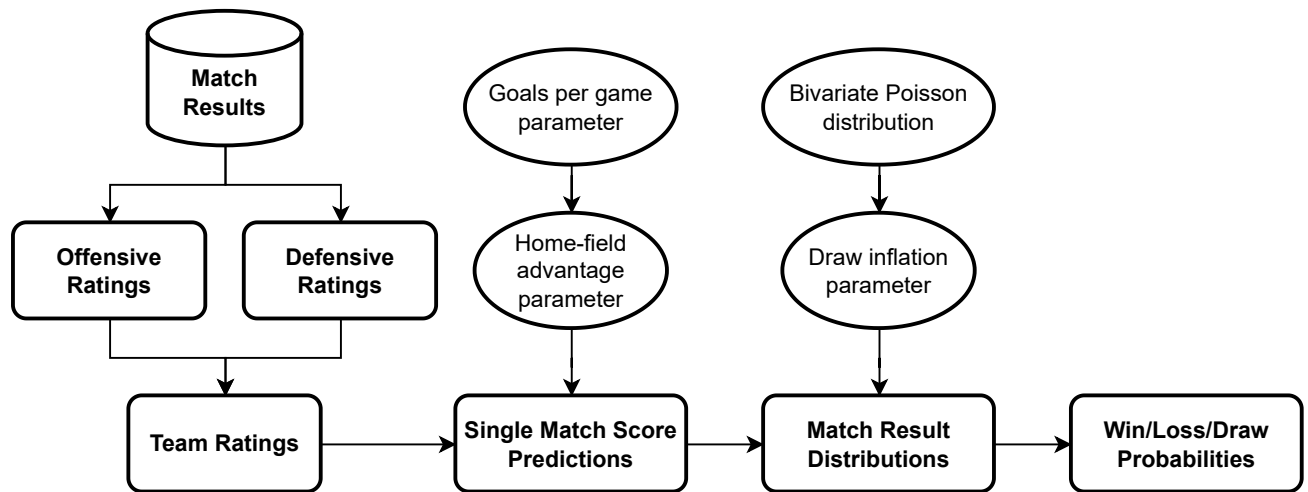 Match
Results
Goals per game
parameter
Bivariate Poisson
distribution
Offensive
Ratings
Defensive
Ratings
Home-field
advantage
parameter
Draw inflation
parameter
Team Ratings
Single Match Score
Predictions
Match Result
Distributions
Win/Loss/Draw
Probabilities